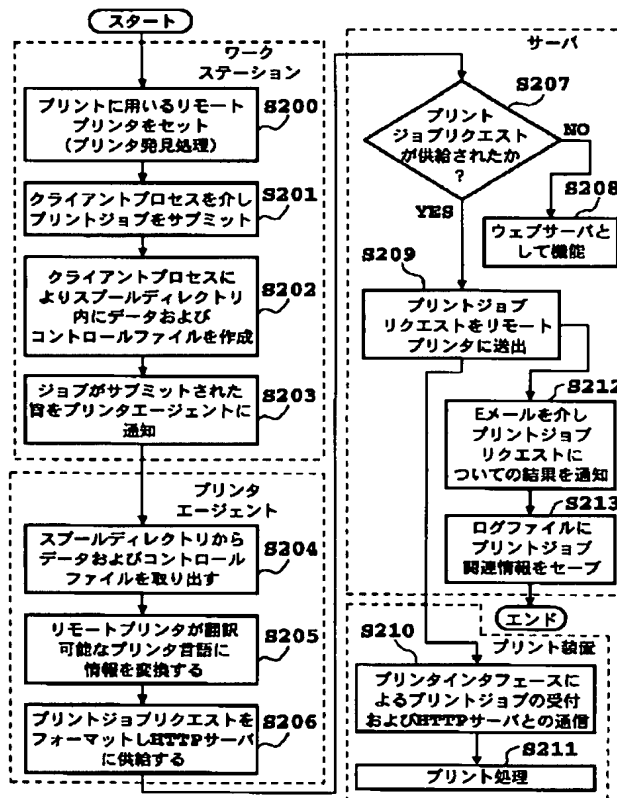 スタート
ワーク
ステーション
プリントに用いるリモート
プリンタをセット
(プリンタ発見処理)
S200
クライアントプロセスを介し
プリントジョブをサブミット
S201
クライアントプロセスに
よりスプールディレクトリ
内にデータおよび
コントロールファイルを作成
S202
ジョブがサブミットされた
旨をプリンタエージェントに
通知
S203
プリンタ
エージェント
スプールディレクトリから
データおよびコントロール
ファイルを取り出す
S204
リモートプリンタが翻訳
可能なプリンタ言語に
情報を変換する
S205
プリントジョブリクエストを
フォーマットしHTTPサーバ
に供給する
S206
サーバ
S207
プリント
ジョブリクエスト
が供給されたか
?
NO
YES
S208
ウェブサーバと
して機能
S209
プリントジョブ
リクエストをリモート
プリンタに送出
S212
Eメールを介し
プリントジョブ
リクエストに
ついての結果を通知
S213
ログファイルに
プリントジョブ
関連情報をセーブ
エンド
プリント装置
S210
プリンタインタフェースに
よるプリントジョブの受付
およびHTTPサーバとの通信
S211
プリント処理